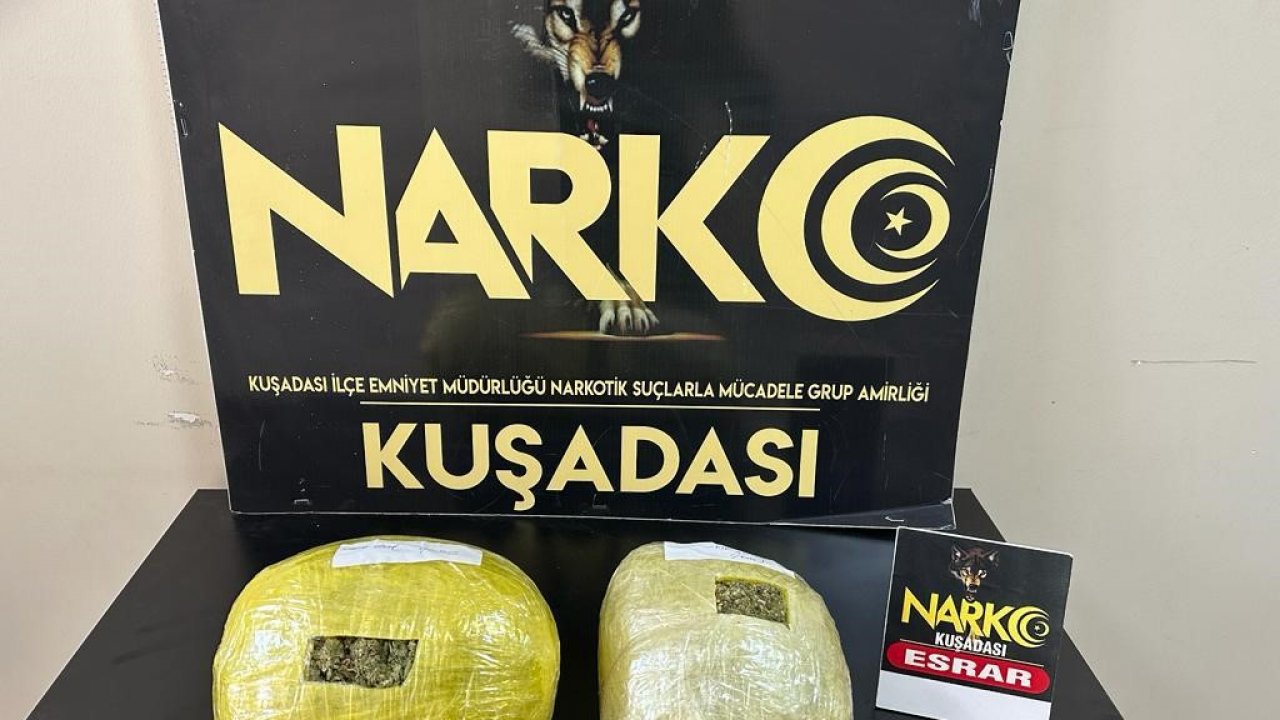 NARKO
KUŞADASI İLÇE EMNİYET MÜDÜRLÜĞÜ NARKOTİK SUÇLARLA MÜCADELE GRUP AMİRLİĞİ
KUŞADASI
NARKO
KUŞADASI
ESRAR